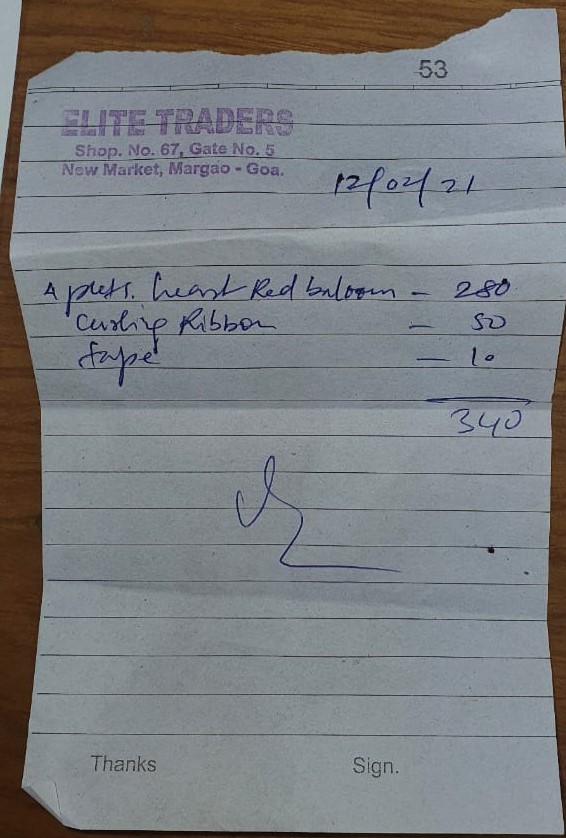 53
ELITE TRADERS
Shop. No. 67, Gate No. 5
New Market, Margao - Goa.
12/02/21
4 pkts. heart Red baloon - 280
Curling Ribbon - 50
tape - 10
340
Thanks Sign.